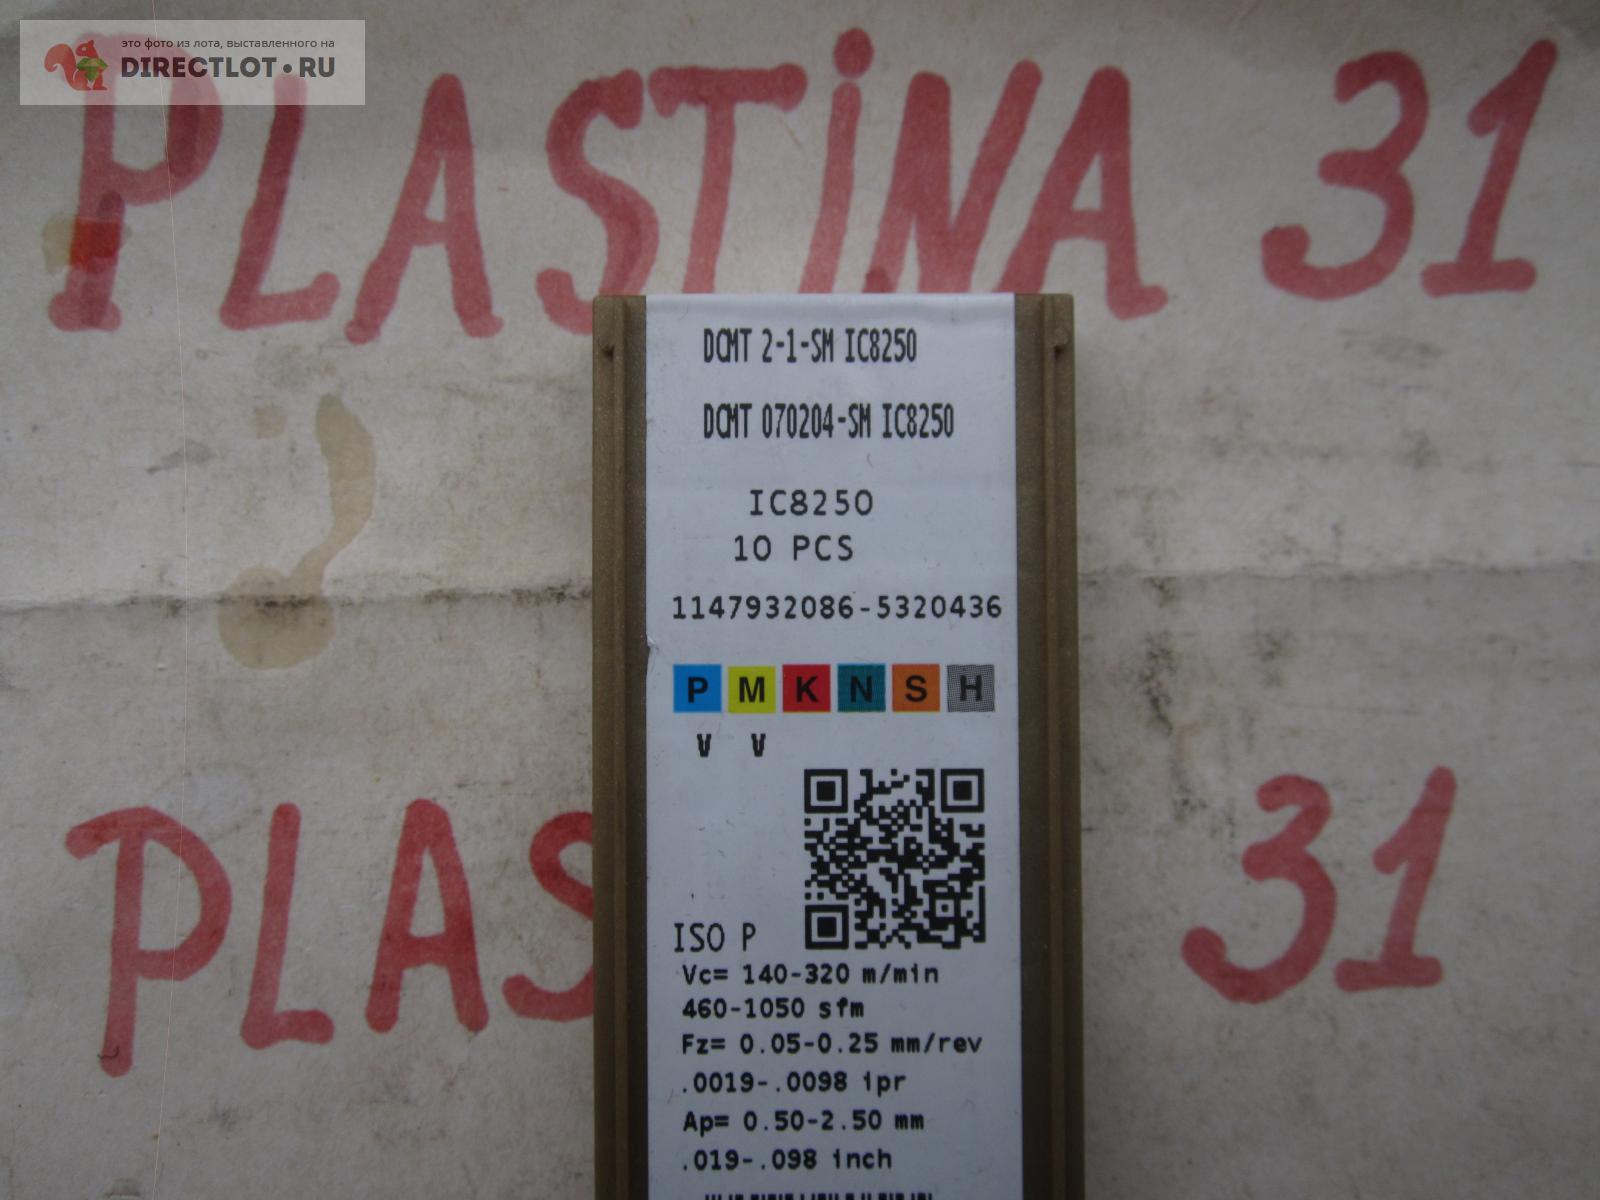 это фото из лота, выставленного на
DIRECTLOT.RU
PLASTINA 31
DCMT 2-1-SM IC8250
DCMT 070204-SM IC8250
IC8250
10 PCS
1147932086-5320436
P M K N S H
V V
PLAS 31
ISO P
Vc= 140-320 m/min
460-1050 sfm
Fz= 0.05-0.25 mm/rev
.0019-.0098 ipr
Ap= 0.50-2.50 mm
.019-.098 inch